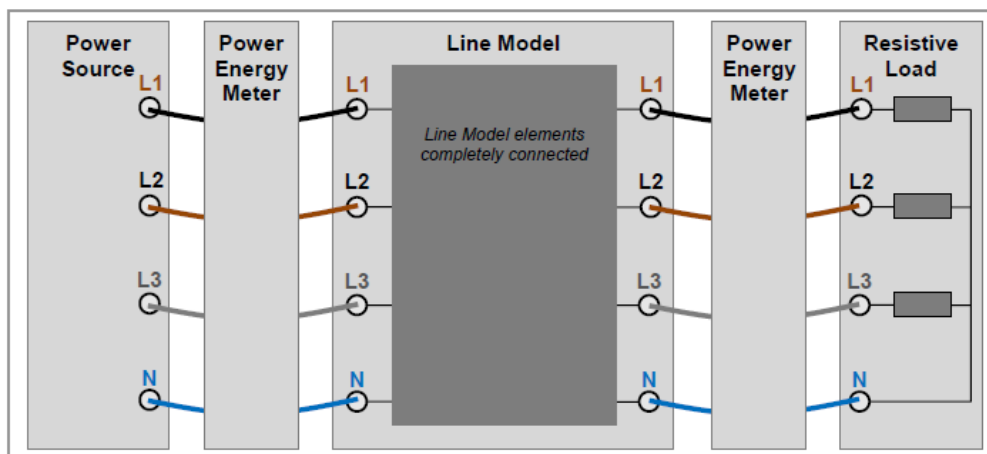 Power
Source
Power
Energy
Meter
Line Model
Power
Energy
Meter
Resistive
Load
L1
L1
L1
L1
Line Model elements
completely connected
L2
L2
L2
L2
L3
L3
L3
L3
N
N
N
N